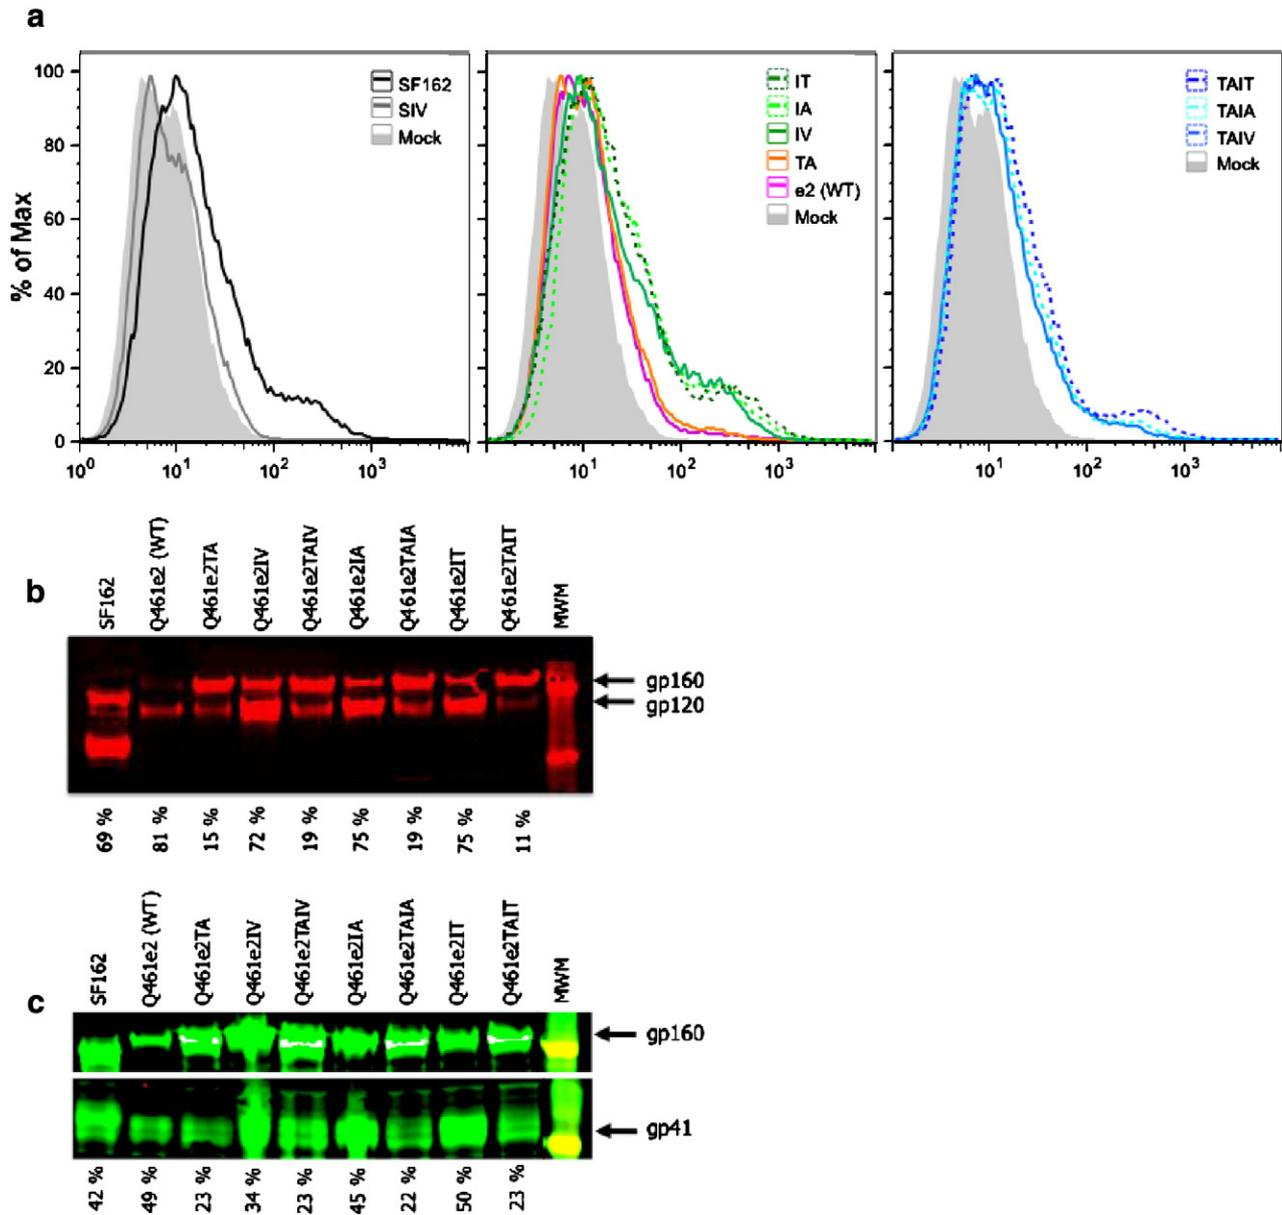 a
% of Max
100
80
60
40
20
0
SF162
SIV
Mock
10⁰ 10¹ 10² 10³
IT
IA
IV
TA
e2 (WT)
Mock
10¹ 10² 10³
TAIT
TAIA
TAIV
Mock
10¹ 10² 10³
b
SF162
Q461e2 (WT)
Q461e2TA
Q461e2IV
Q461e2TAIV
Q461e2IA
Q461e2TAIA
Q461e2IT
Q461e2TAIT
MWM
gp160
gp120
69 %
81 %
15 %
72 %
19 %
75 %
19 %
75 %
11 %
c
SF162
Q461e2 (WT)
Q461e2TA
Q461e2IV
Q461e2TAIV
Q461e2IA
Q461e2TAIA
Q461e2IT
Q461e2TAIT
MWM
gp160
gp41
42 %
49 %
23 %
34 %
23 %
45 %
22 %
50 %
23 %